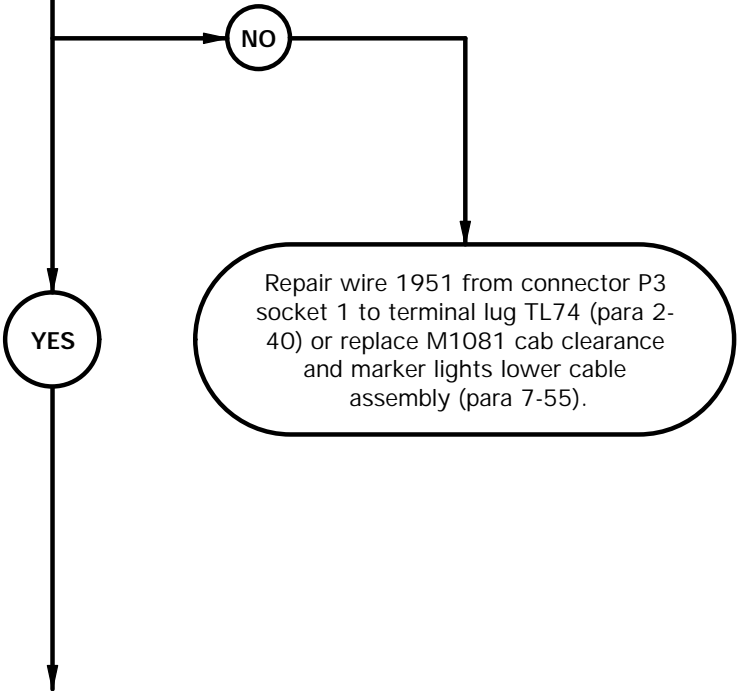 NO
Repair wire 1951 from connector P3
socket 1 to terminal lug TL74 (para 2-
40) or replace M1081 cab clearance
and marker lights lower cable
assembly (para 7-55).
YES